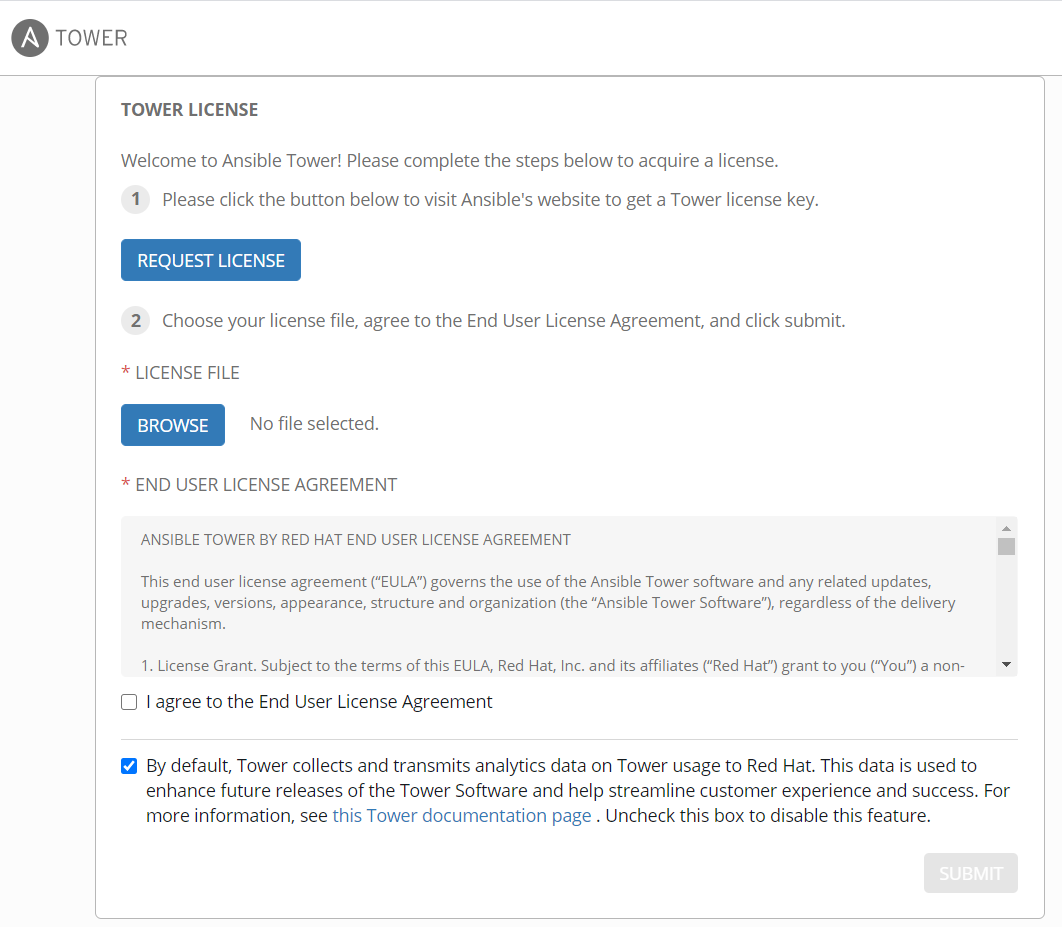 TOWER
TOWER LICENSE
Welcome to Ansible Tower! Please complete the steps below to acquire a license.
1 Please click the button below to visit Ansible's website to get a Tower license key.
REQUEST LICENSE
2 Choose your license file, agree to the End User License Agreement, and click submit.
* LICENSE FILE
BROWSE No file selected.
* END USER LICENSE AGREEMENT
ANSIBLE TOWER BY RED HAT END USER LICENSE AGREEMENT
This end user license agreement (“EULA”) governs the use of the Ansible Tower software and any related updates,
upgrades, versions, appearance, structure and organization (the “Ansible Tower Software”), regardless of the delivery
mechanism.
1. License Grant. Subject to the terms of this EULA, Red Hat, Inc. and its affiliates (“Red Hat”) grant to you (“You”) a non-
I agree to the End User License Agreement
By default, Tower collects and transmits analytics data on Tower usage to Red Hat. This data is used to
enhance future releases of the Tower Software and help streamline customer experience and success. For
more information, see this Tower documentation page . Uncheck this box to disable this feature.
SUBMIT